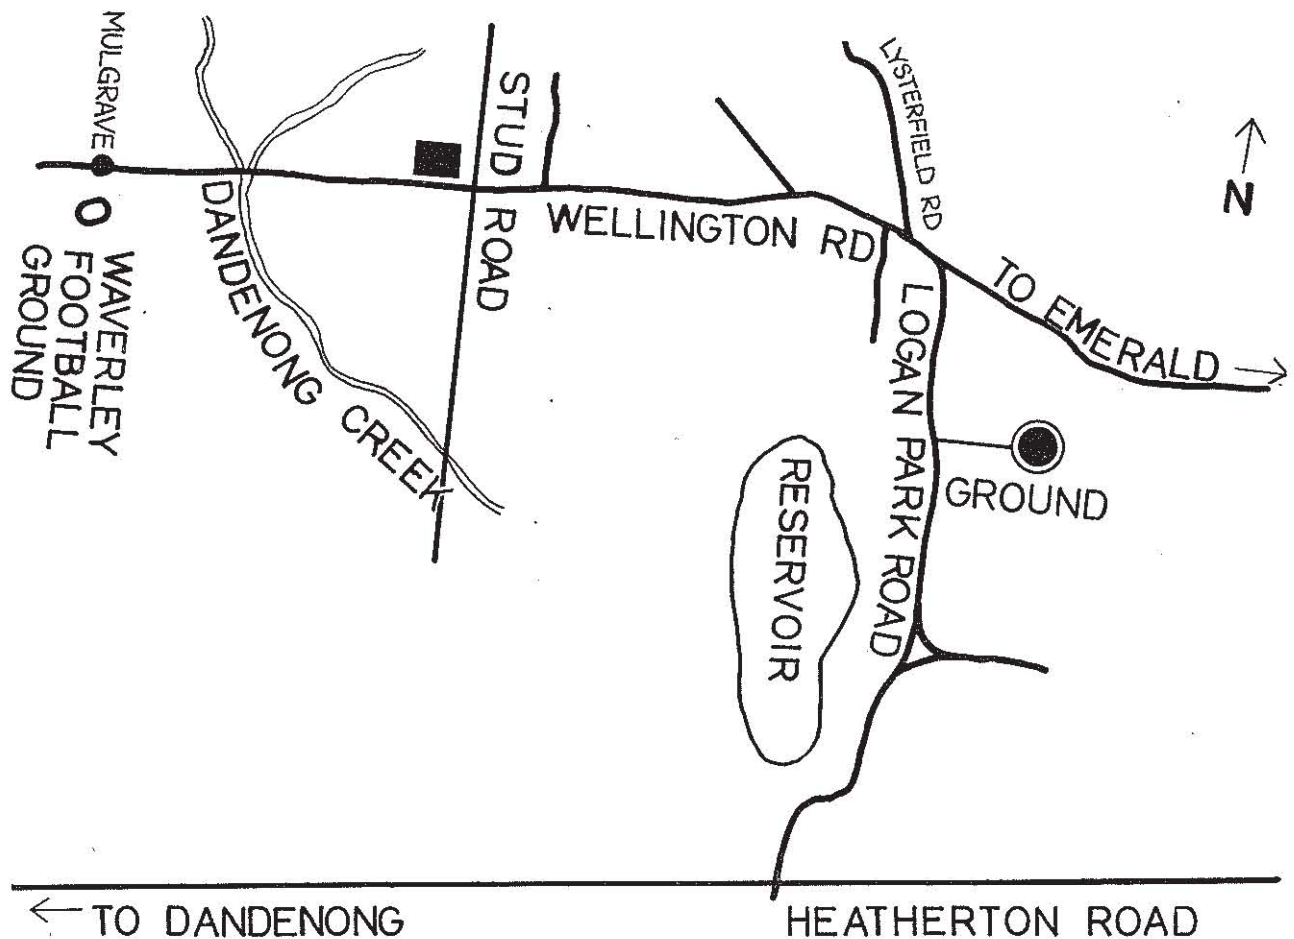 MULGRAVE
STUD ROAD
LYSTERFIELD RD
N
WELLINGTON RD
TO EMERALD
DANDENONG CREEK
WAVERLEY
FOOTBALL
GROUND
LOGAN PARK ROAD
GROUND
RESERVOIR
TO DANDENONG
HEATHERTON ROAD